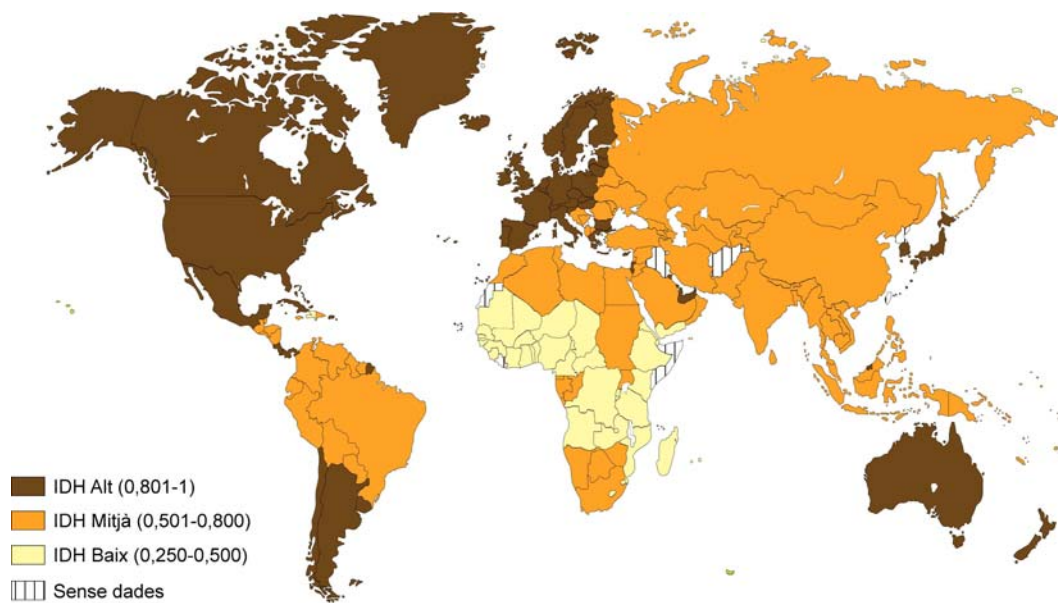 IDH Alt (0,801-1)
IDH Mitjà (0,501-0,800)
IDH Baix (0,250-0,500)
Sense dades